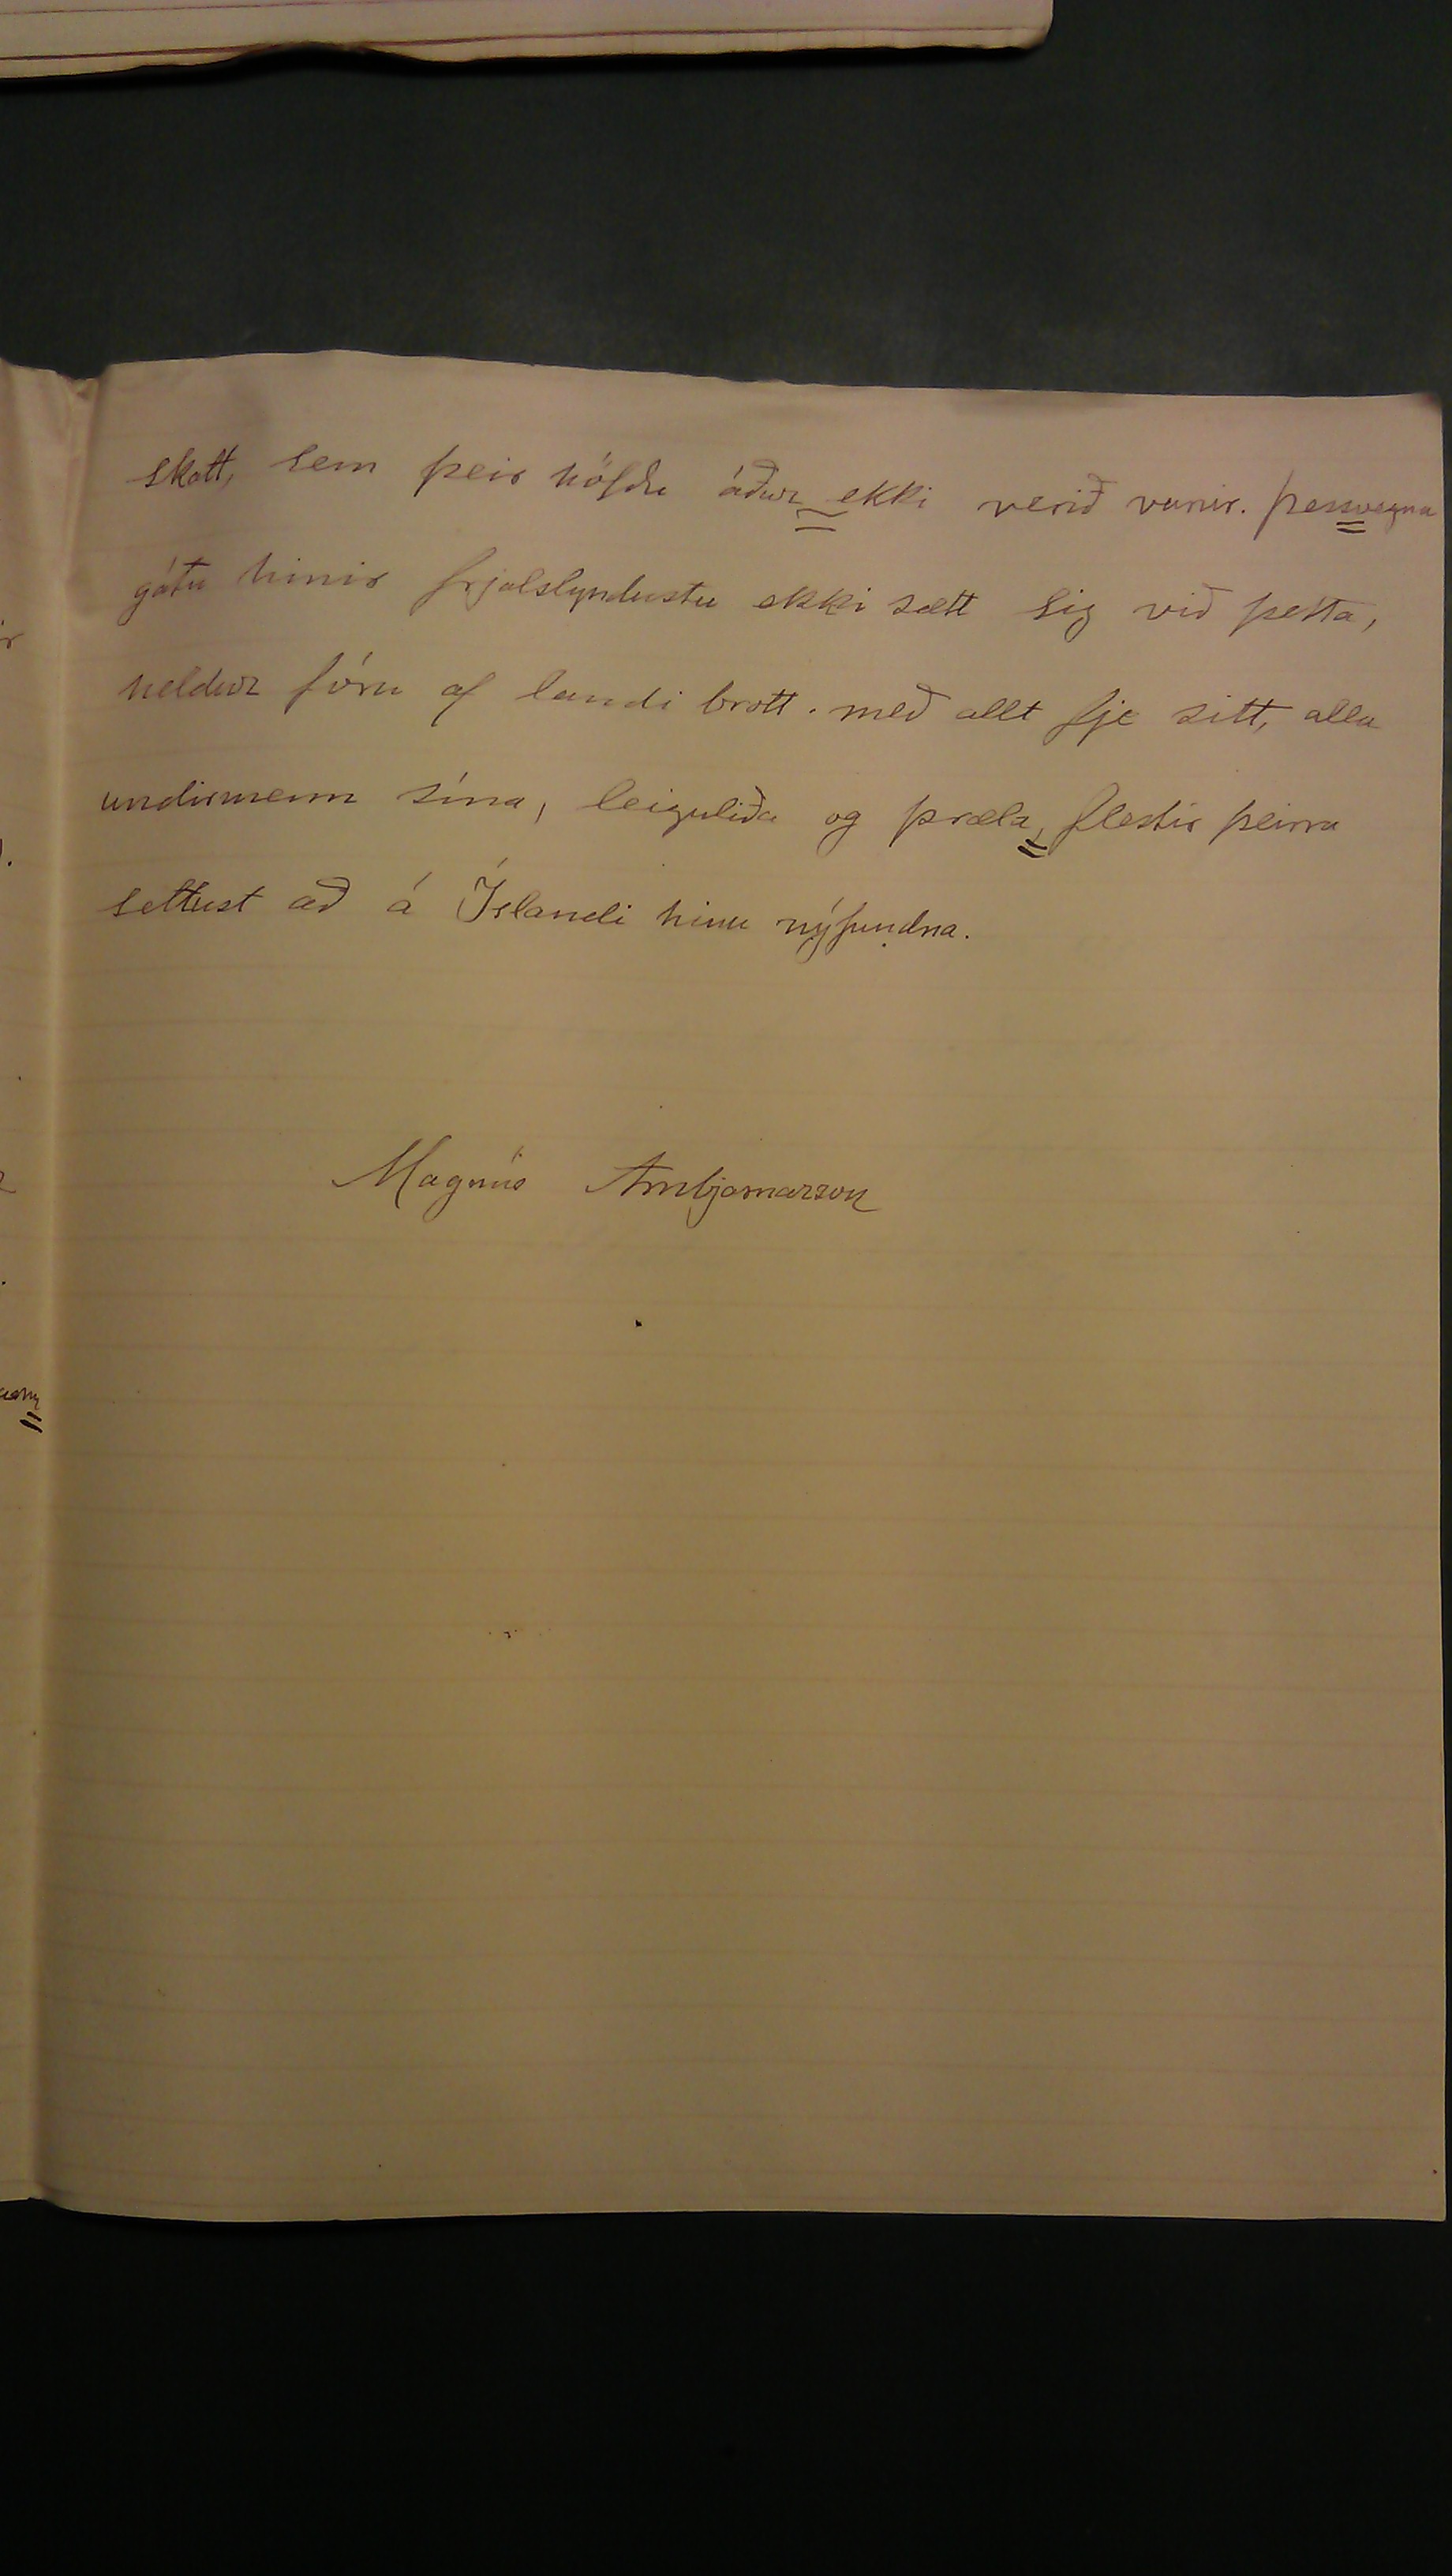 skatt, sem þeir höfðu áður ekki verið vanir. Þessvegna
gátu hinir frjálslyndustu ekki sætt sig við þetta,
heldur fóru af landi brott. með allt fje sitt, alla
undirmenn sína, leiguliða og þræla, flestir þeirra
settust að á Íslandi hinu nýfundna.
Magnús Arnbjarnarson